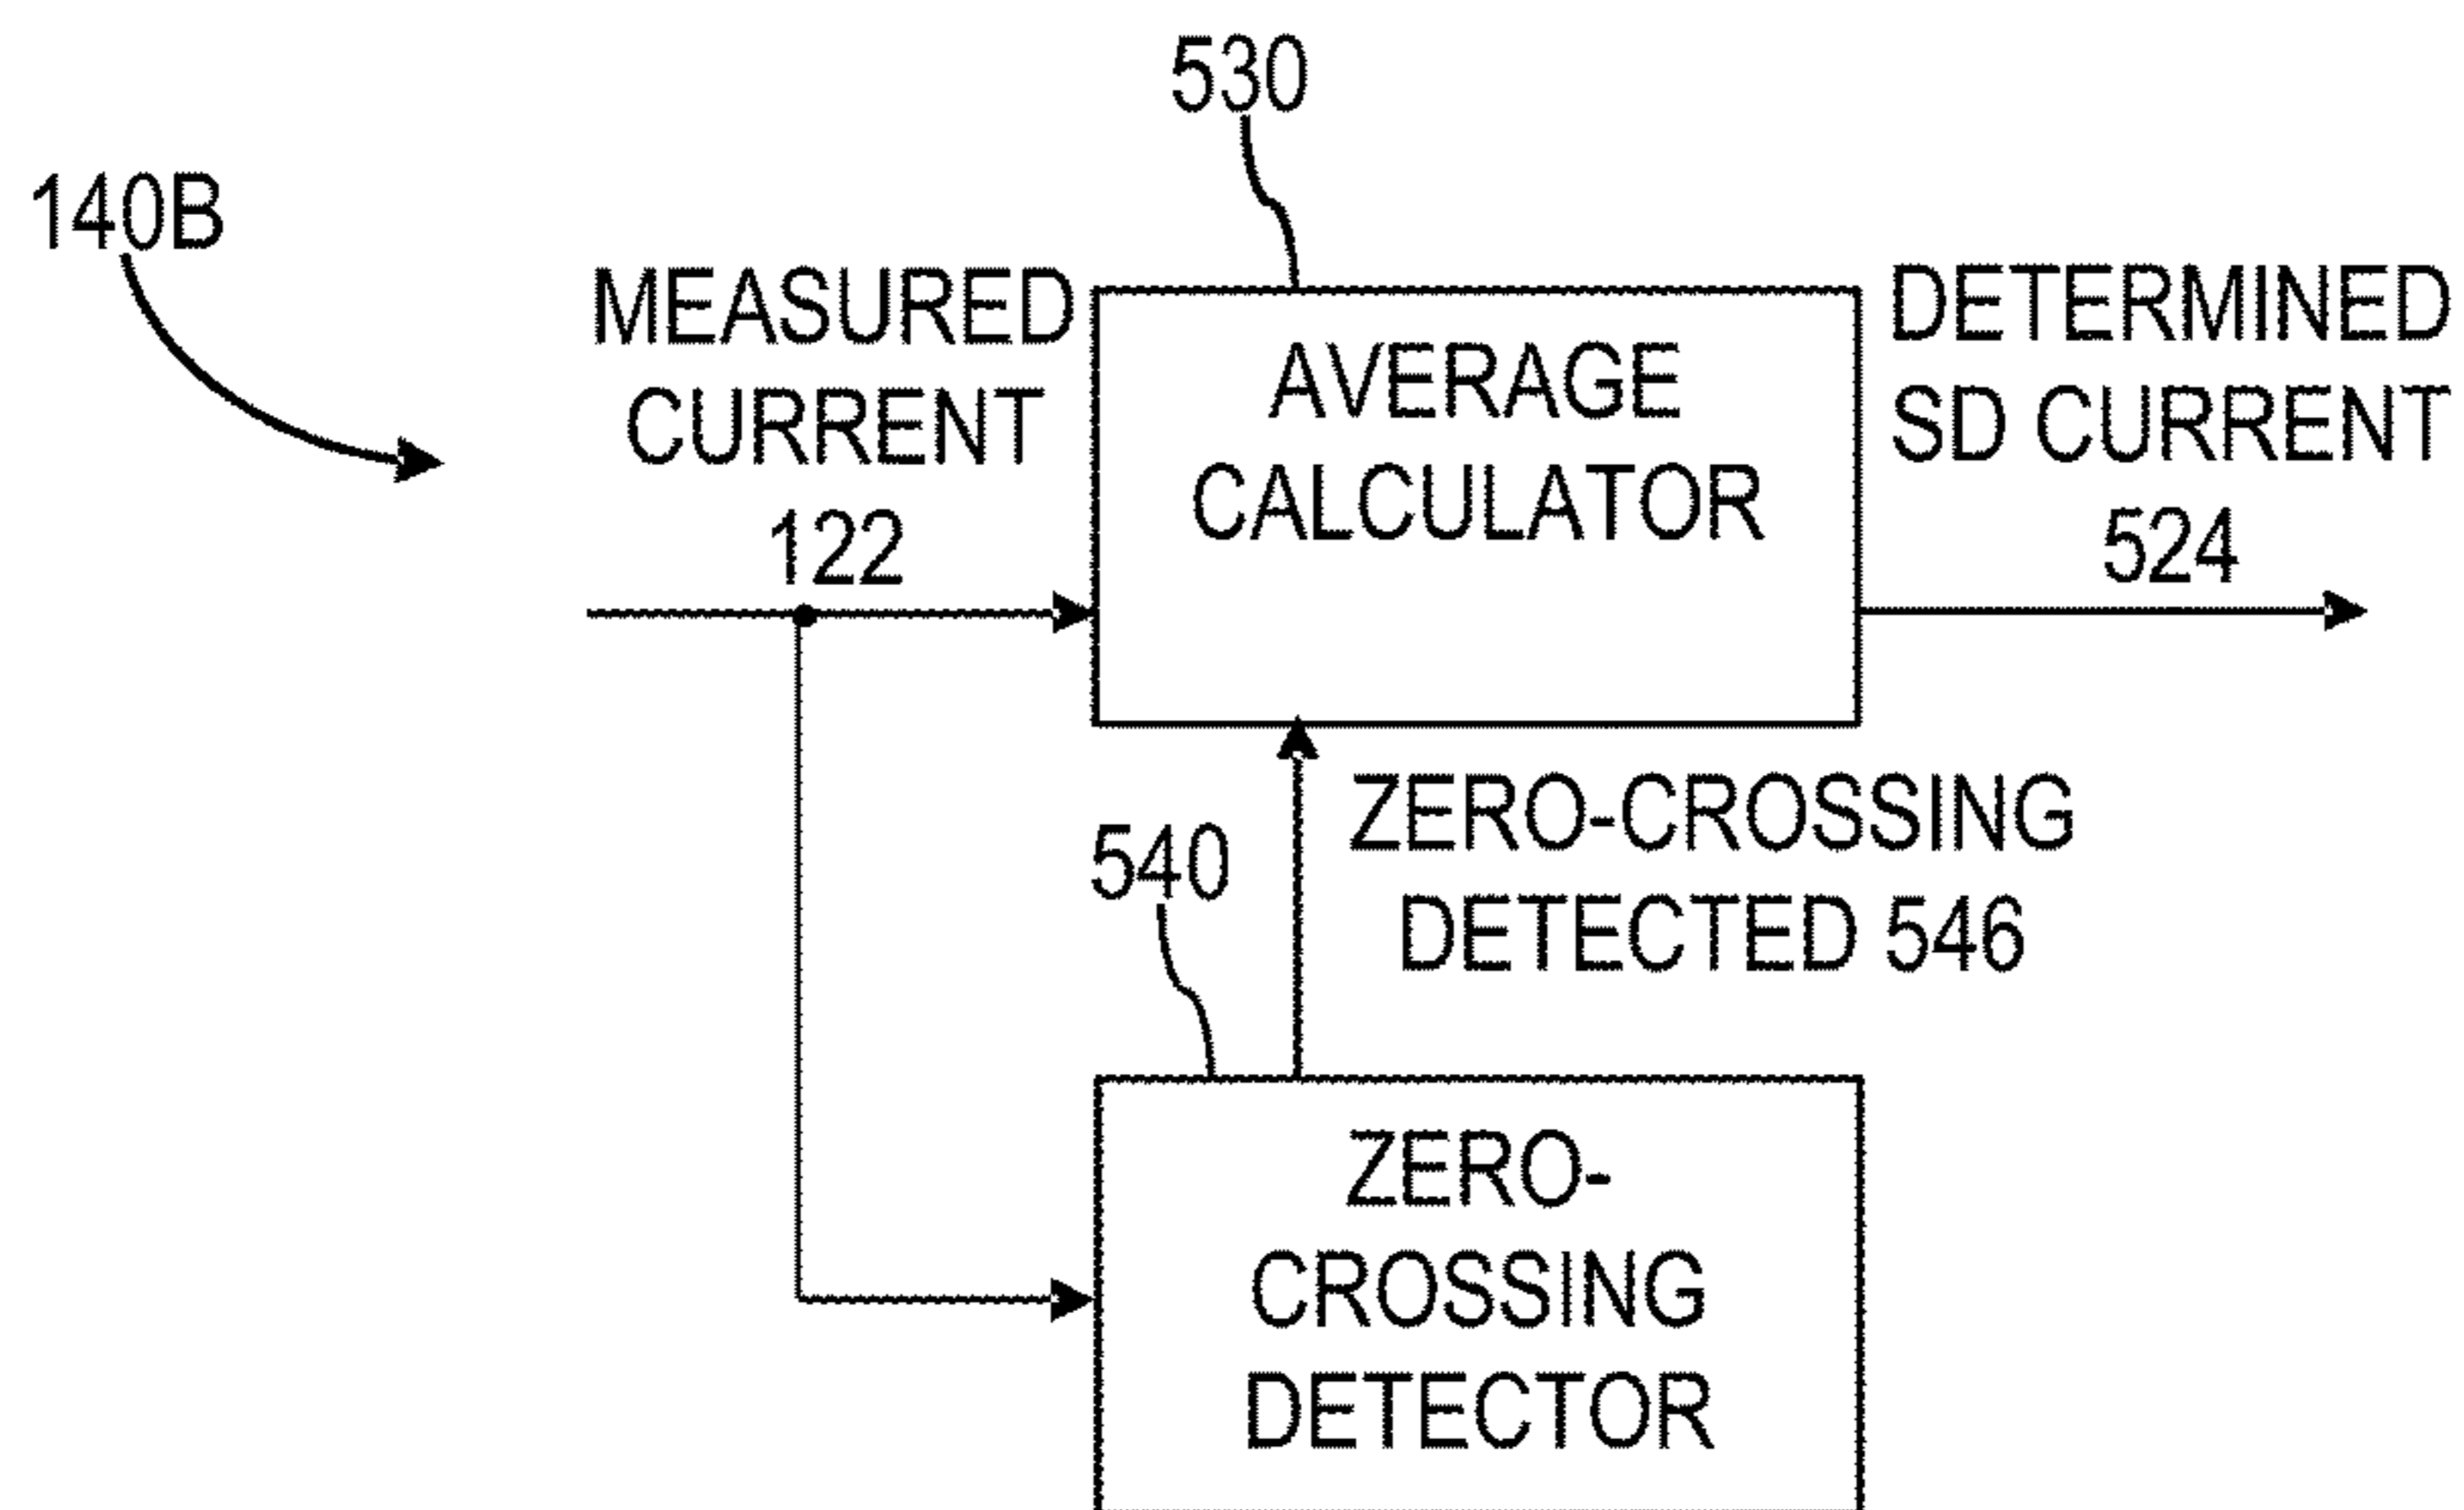 530
140B
MEASURED
CURRENT
122
AVERAGE
CALCULATOR
DETERMINED
SD CURRENT
524
540
ZERO-CROSSING
DETECTED 546
ZERO-
CROSSING
DETECTOR